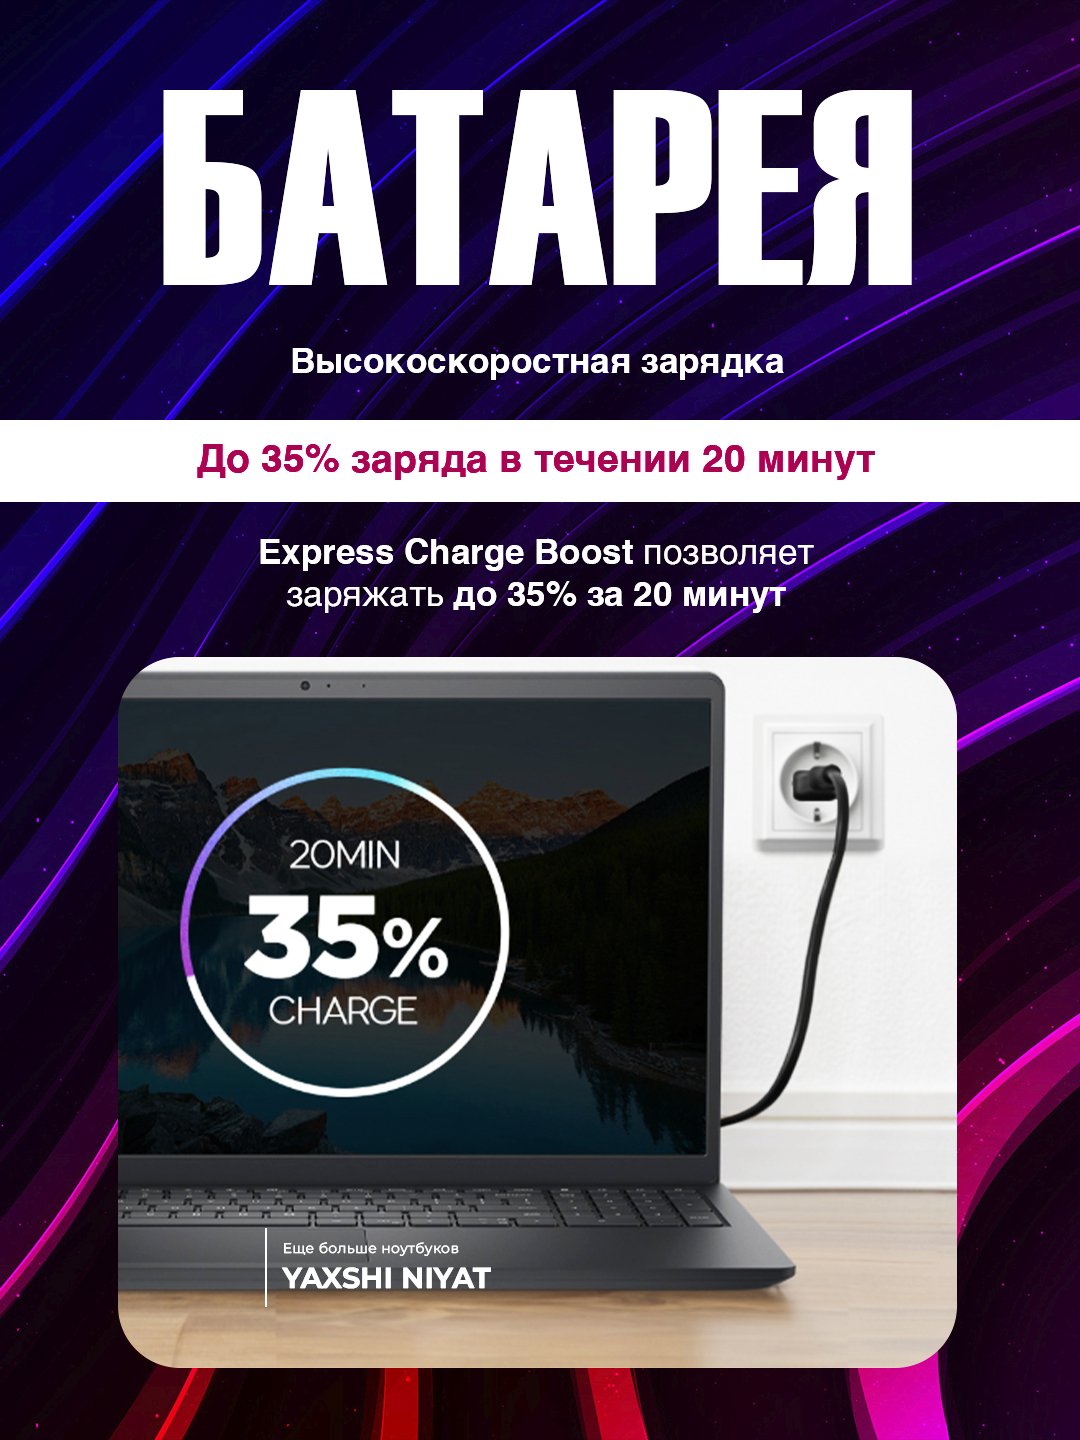 БАТАРЕЯ
Высокоскоростная зарядка
До 35% заряда в течении 20 минут
Express Charge Boost позволяет
заряжать до 35% за 20 минут
20MIN
35%
CHARGE
Еще больше ноутбуков
YAXSHI NIYAT